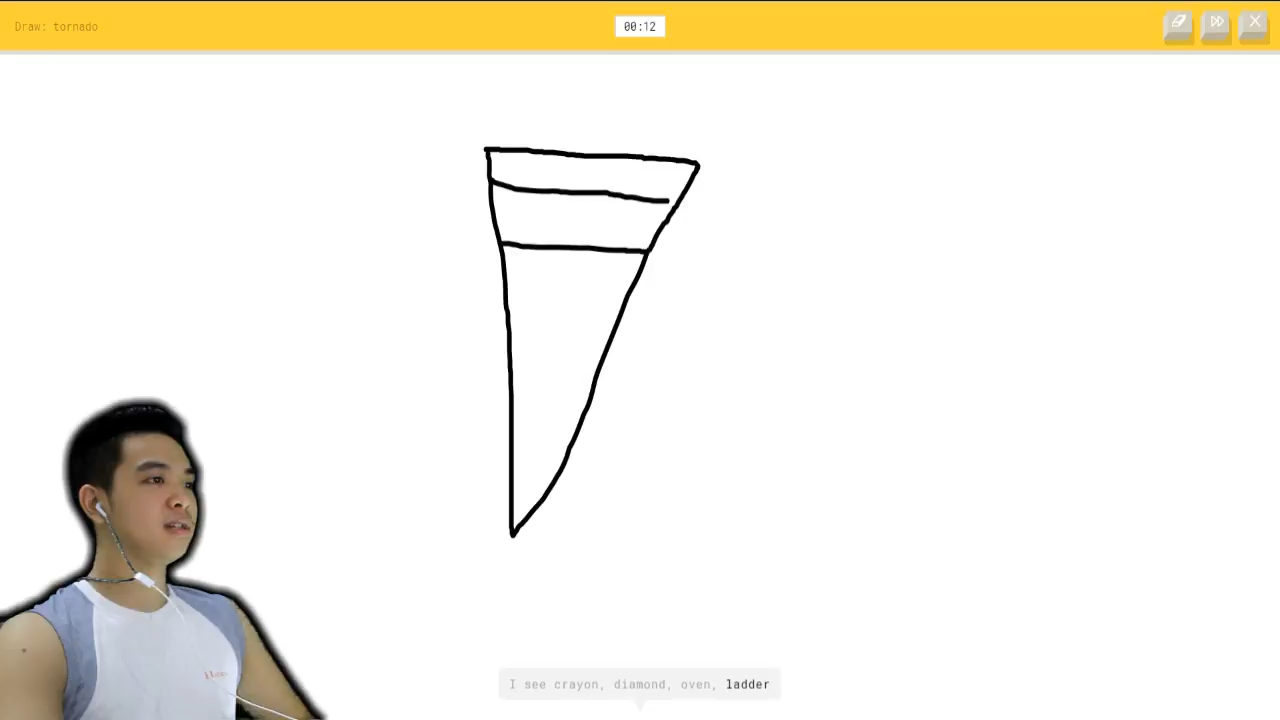 Draw: tornado
00:12
I see crayon, diamond, oven, ladder